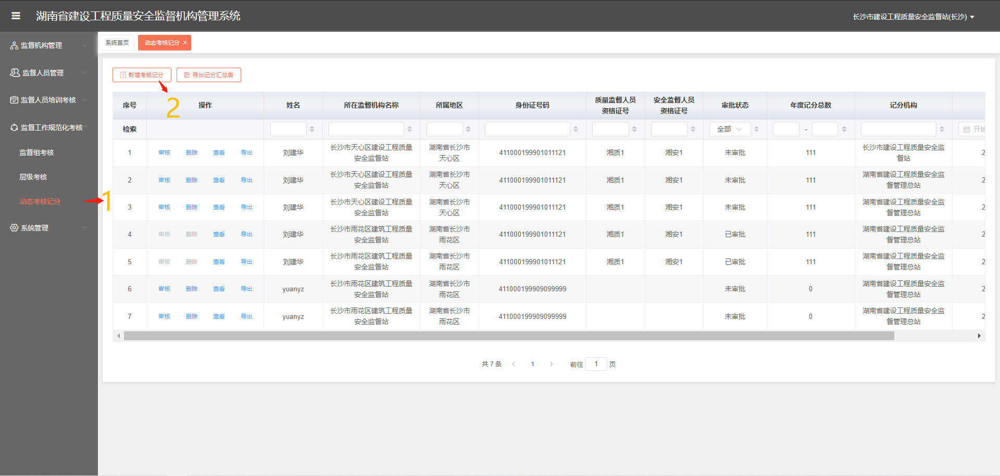 湖南省建设工程质量安全监督机构管理系统
长沙市建设工程质量安全监督站(长沙)
监督机构管理
监督人员管理
监督人员培训考核
监督工作规范化考核
监督组考核
层级考核
动态考核记分
系统管理
系统首页 动态考核记分 ×
新增考核记分 导出记分汇总表
1
2
序号 操作 姓名 所在监督机构名称 所属地区 身份证号码 质量监督人员 安全监督人员 审批状态 年度记分总数 记分机构
资格证号 资格证号
检索 全部 - 开始
1 审核 删除 查看 导出 刘建华 长沙市天心区建设工程质量 湖南省长沙市 411000199901011121 湘质1 湘安1 未审批 111 长沙市建设工程质量安全监 2
安全监督站 天心区 督站
2 审核 删除 查看 导出 刘建华 长沙市天心区建设工程质量 湖南省长沙市 411000199901011121 湘质1 湘安1 未审批 111 湖南省建设工程质量安全监 2
安全监督站 天心区 督管理总站
3 审核 删除 查看 导出 刘建华 长沙市天心区建设工程质量 湖南省长沙市 411000199901011121 湘质1 湘安1 未审批 111 湖南省建设工程质量安全监 2
安全监督站 天心区 督管理总站
4 审核 删除 查看 导出 刘建华 长沙市雨花区建筑工程质量 湖南省长沙市 411000199901011121 湘质1 湘安1 已审批 111 湖南省建设工程质量安全监 2
安全监督站 雨花区 督管理总站
5 审核 删除 查看 导出 刘建华 长沙市雨花区建筑工程质量 湖南省长沙市 411000199901011121 湘质1 湘安1 已审批 111 湖南省建设工程质量安全监 2
安全监督站 雨花区 督管理总站
6 审核 删除 查看 导出 yuanyz 长沙市雨花区建筑工程质量 湖南省长沙市 411000199909099999 未审批 0 湖南省建设工程质量安全监 2
安全监督站 雨花区 督管理总站
7 审核 删除 查看 导出 yuanyz 长沙市雨花区建筑工程质量 湖南省长沙市 411000199909099999 未审批 0 湖南省建设工程质量安全监 2
安全监督站 雨花区 督管理总站
共 7 条 1 前往 1 页